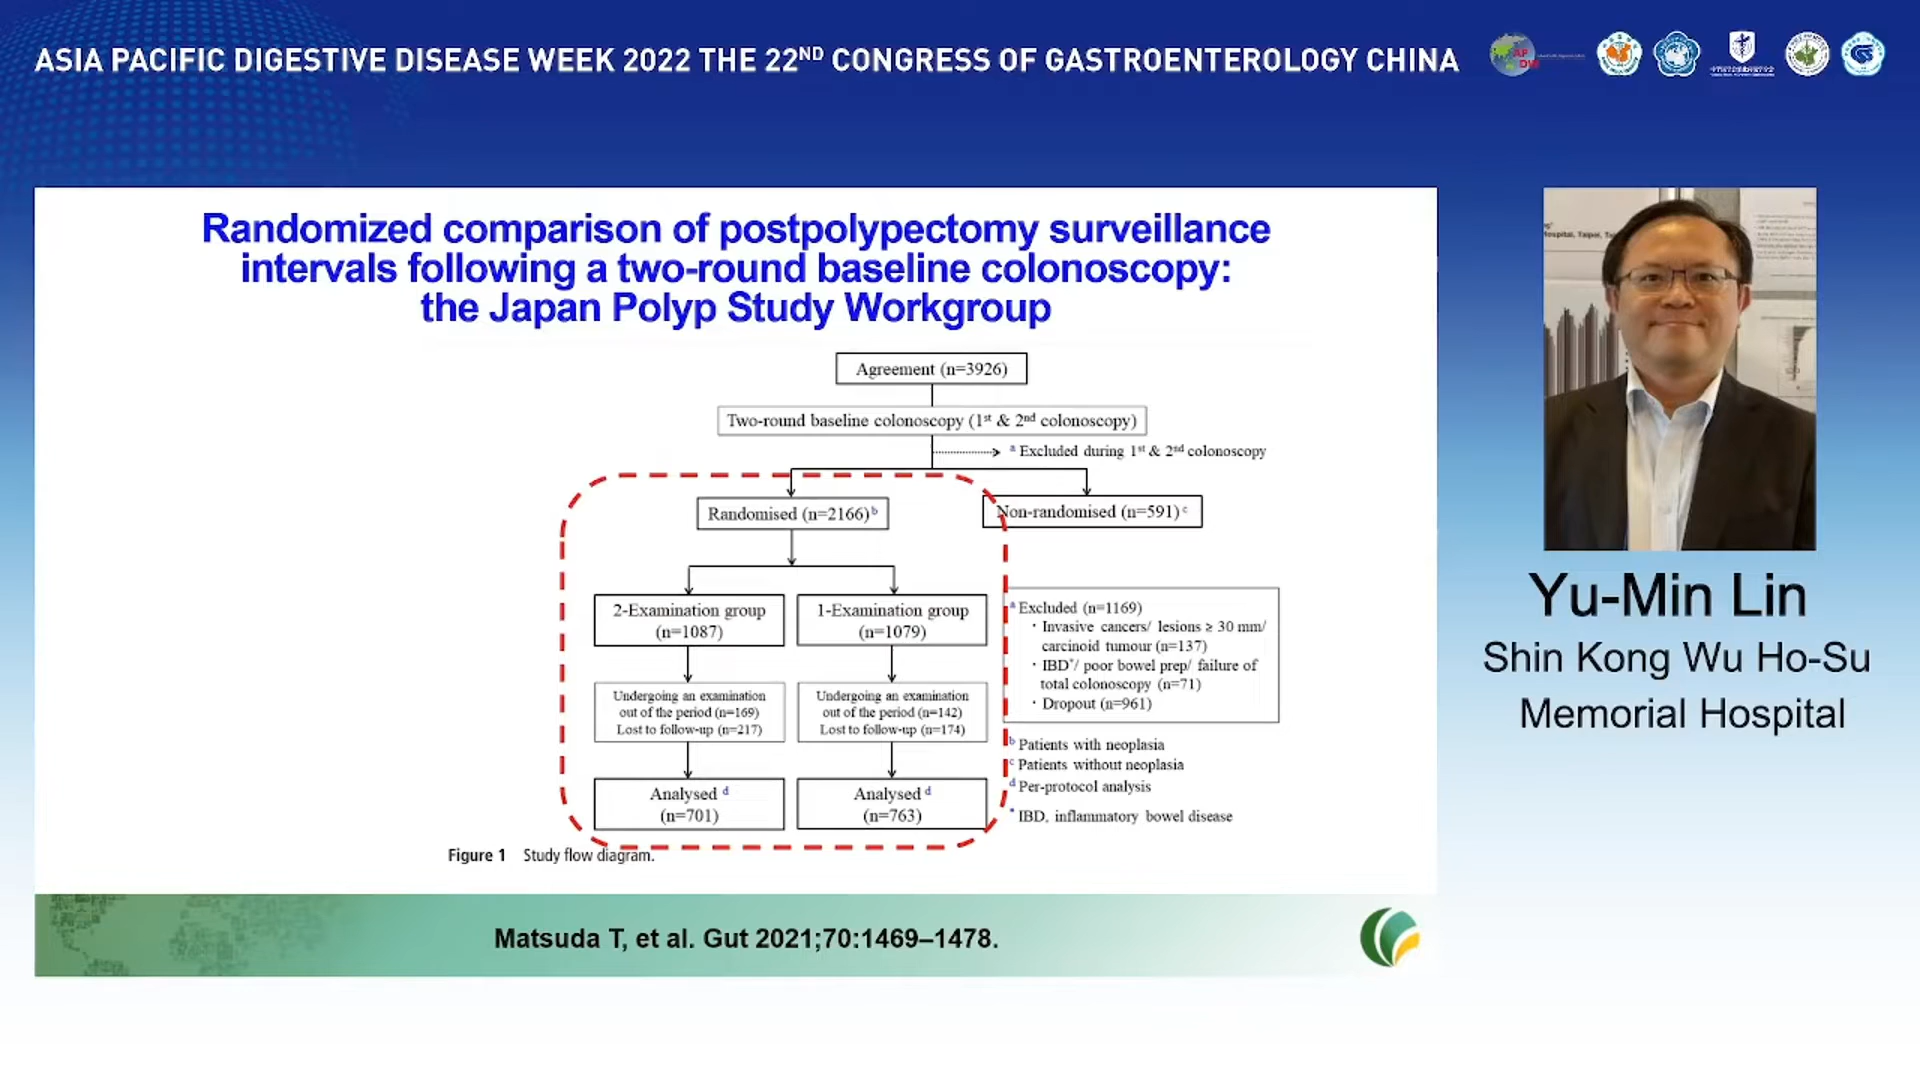 ASIA PACIFIC DIGESTIVE DISEASE WEEK 2022 THE 22ND CONGRESS OF GASTROENTEROLOGY CHINA
Randomized comparison of postpolypectomy surveillance
intervals following a two-round baseline colonoscopy:
the Japan Polyp Study Workgroup
Agreement (n=3926)
Two-round baseline colonoscopy (1st & 2nd colonoscopy)
a Excluded during 1st & 2nd colonoscopy
Randomised (n=2166)b
Non-randomised (n=591)c
2-Examination group
(n=1087)
1-Examination group
(n=1079)
Undergoing an examination
out of the period (n=169)
Lost to follow-up (n=217)
Undergoing an examination
out of the period (n=142)
Lost to follow-up (n=174)
Analysed d
(n=701)
Analysed d
(n=763)
a Excluded (n=1169)
· Invasive cancers/ lesions ≥ 30 mm/
carcinoid tumour (n=137)
· IBD*/ poor bowel prep/ failure of
total colonoscopy (n=71)
· Dropout (n=961)
b Patients with neoplasia
c Patients without neoplasia
d Per-protocol analysis
* IBD, inflammatory bowel disease
Figure 1 Study flow diagram.
Matsuda T, et al. Gut 2021;70:1469–1478.
Yu-Min Lin
Shin Kong Wu Ho-Su
Memorial Hospital